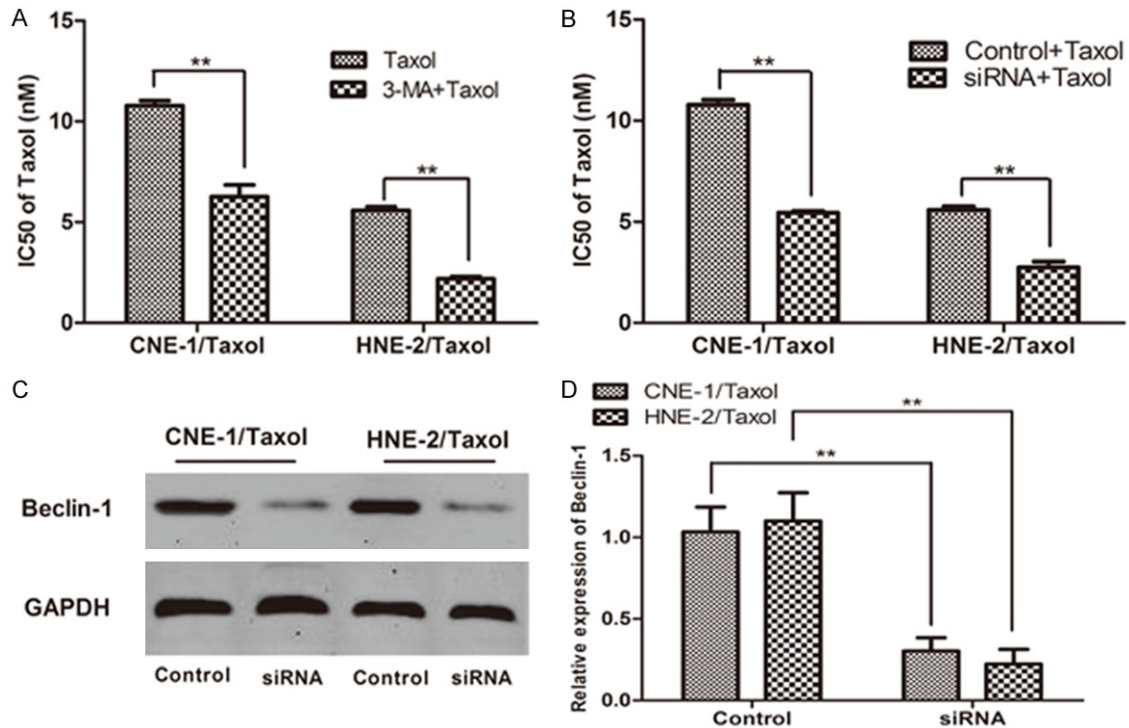 A
IC50 of Taxol (nM)
15
10
5
0
**
**
Taxol
3-MA+Taxol
CNE-1/Taxol
HNE-2/Taxol
B
IC50 of Taxol (nM)
15
10
5
0
**
**
Control+Taxol
siRNA+Taxol
CNE-1/Taxol
HNE-2/Taxol
C
CNE-1/Taxol
HNE-2/Taxol
Beclin-1
GAPDH
Control
siRNA
Control
siRNA
D
CNE-1/Taxol
HNE-2/Taxol
**
**
Relative expression of Beclin-1
1.5
1.0
0.5
0.0
Control
siRNA